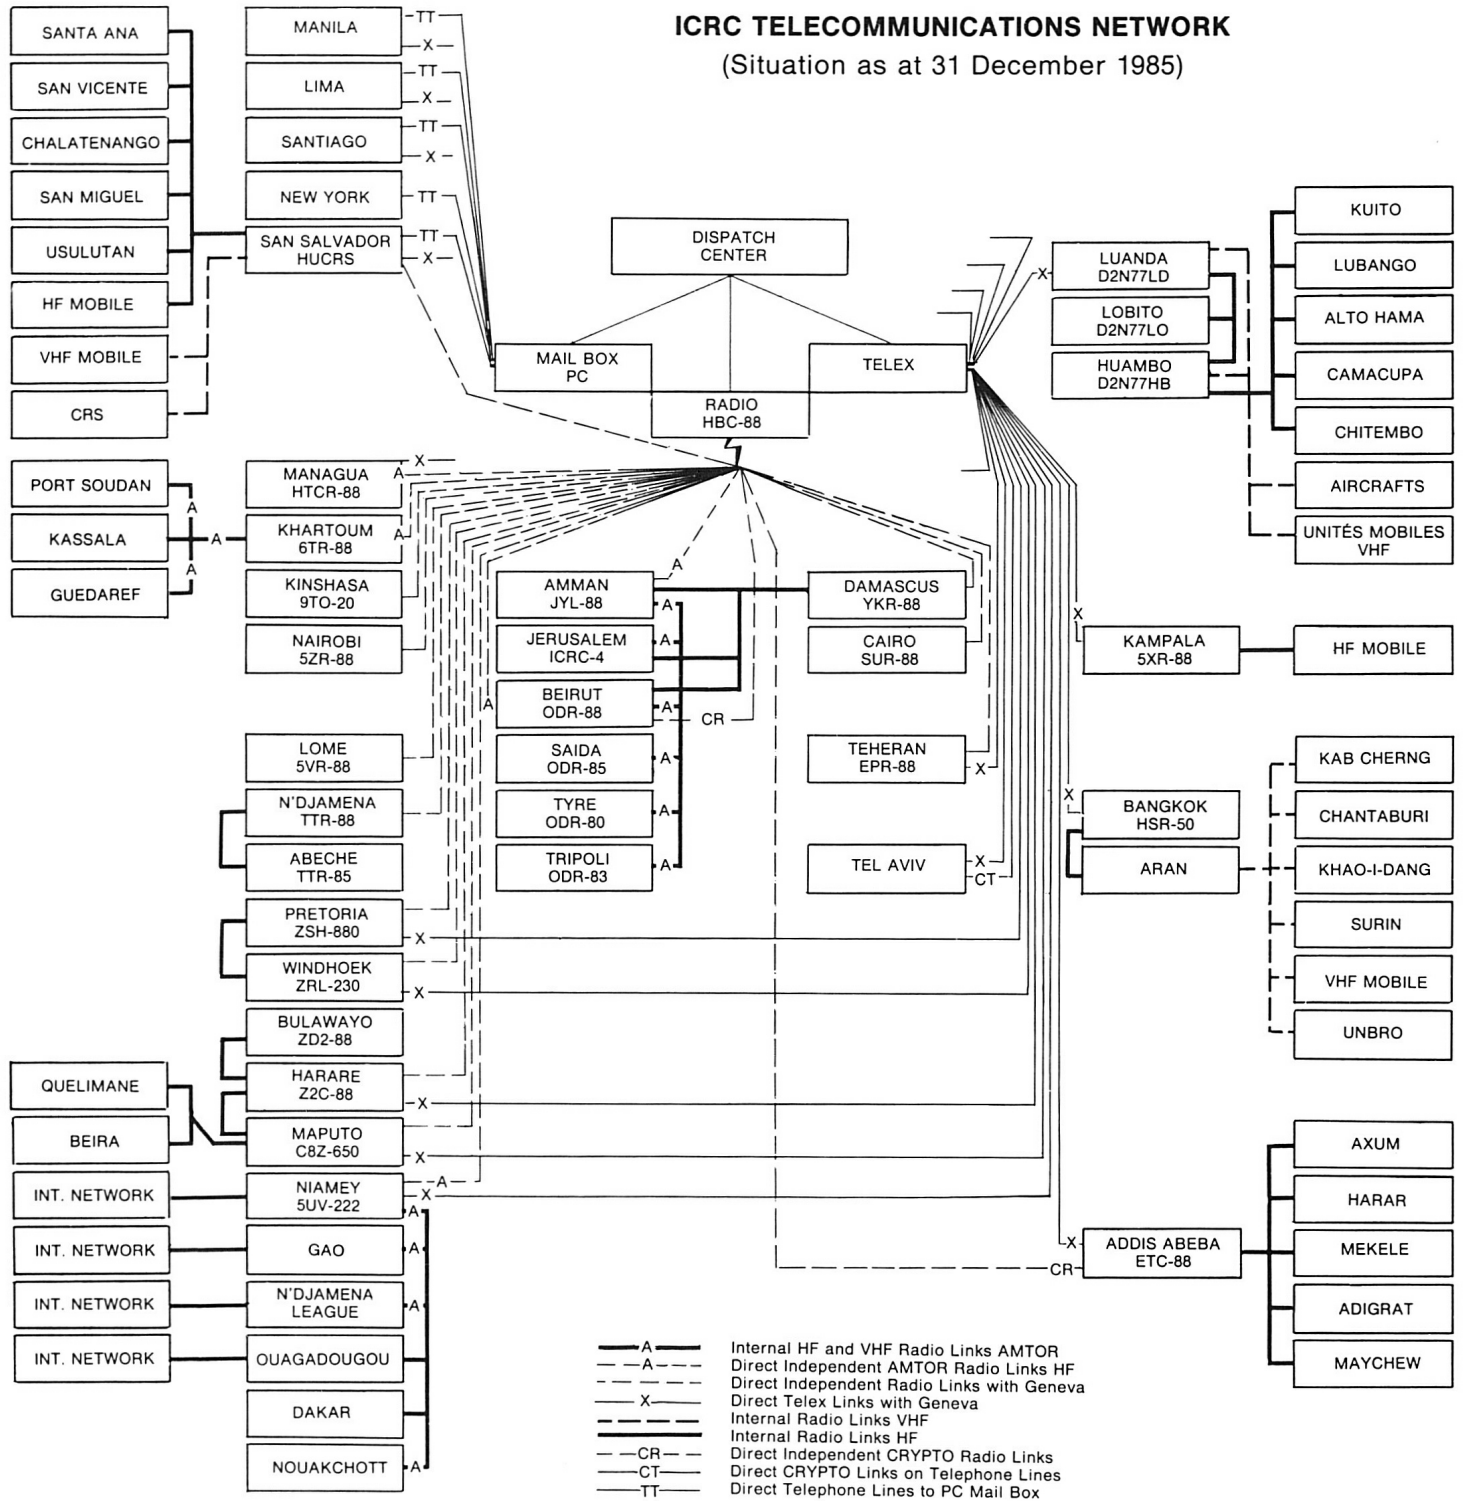 ICRC TELECOMMUNICATIONS NETWORK
(Situation as at 31 December 1985)
SANTA ANA
SAN VICENTE
CHALATENANGO
SAN MIGUEL
USULUTAN
HF MOBILE
VHF MOBILE
CRS
MANILA
TT
X
LIMA
TT
X
SANTIAGO
TT
X
NEW YORK
TT
SAN SALVADOR
HUCRS
TT
X
DISPATCH
CENTER
MAIL BOX
PC
TELEX
RADIO
HBC-88
X
LUANDA
D2N77LD
LOBITO
D2N77LO
HUAMBO
D2N77HB
KUITO
LUBANGO
ALTO HAMA
CAMACUPA
CHITEMBO
AIRCRAFTS
UNITÉS MOBILES
VHF
PORT SOUDAN
A
KASSALA
A
A
GUEDAREF
MANAGUA
HTCR-88
X
A
KHARTOUM
6TR-88
A
KINSHASA
9TO-20
NAIROBI
5ZR-88
LOME
5VR-88
N'DJAMENA
TTR-88
ABECHE
TTR-85
PRETORIA
ZSH-880
X
WINDHOEK
ZRL-230
X
BULAWAYO
ZD2-88
HARARE
Z2C-88
X
MAPUTO
C8Z-650
X
QUELIMANE
BEIRA
INT. NETWORK
NIAMEY
5UV-222
A
X
A
INT. NETWORK
GAO
A
INT. NETWORK
N'DJAMENA
LEAGUE
A
INT. NETWORK
OUAGADOUGOU
DAKAR
NOUAKCHOTT
A
A
AMMAN
JYL-88
A
JERUSALEM
ICRC-4
A
A
BEIRUT
ODR-88
A
CR
SAIDA
ODR-85
A
TYRE
ODR-80
A
TRIPOLI
ODR-83
A
DAMASCUS
YKR-88
CAIRO
SUR-88
TEHERAN
EPR-88
X
TEL AVIV
X
CT
X
KAMPALA
5XR-88
HF MOBILE
X
BANGKOK
HSR-50
ARAN
KAB CHERNG
CHANTABURI
KHAO-I-DANG
SURIN
VHF MOBILE
UNBRO
X
CR
ADDIS ABEBA
ETC-88
AXUM
HARAR
MEKELE
ADIGRAT
MAYCHEW
A Internal HF and VHF Radio Links AMTOR
A Direct Independent AMTOR Radio Links HF
Direct Independent Radio Links with Geneva
X Direct Telex Links with Geneva
Internal Radio Links VHF
Internal Radio Links HF
CR Direct Independent CRYPTO Radio Links
CT Direct CRYPTO Links on Telephone Lines
TT Direct Telephone Lines to PC Mail Box